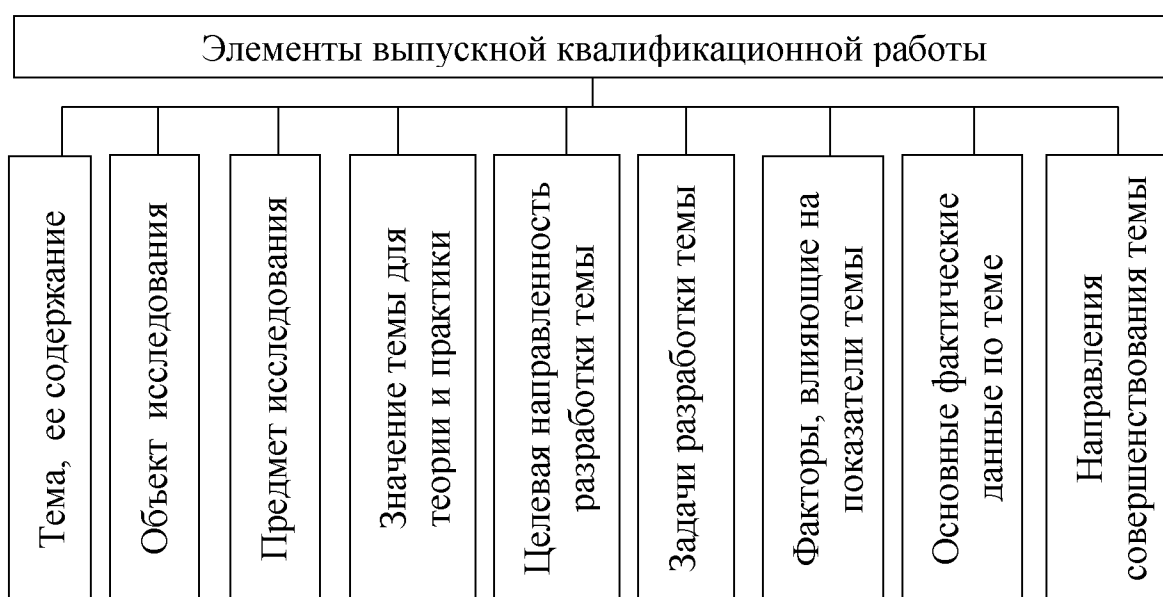 Элементы выпускной квалификационной работы
Тема, ее содержание
Объект исследования
Предмет исследования
Значение темы для
теории и практики
Целевая направленность
разработки темы
Задачи разработки темы
Факторы, влияющие на
показатели темы
Основные фактические
данные по теме
Направления
совершенствования темы